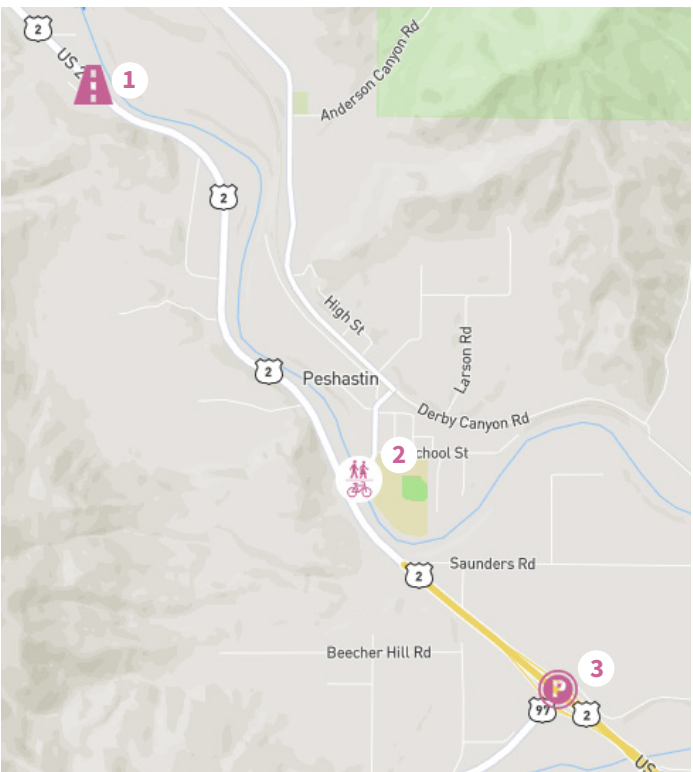 2
US 2
1
Anderson Canyon Rd
2
High St
Larson Rd
2
Peshastin
Derby Canyon Rd
2
chool St
Saunders Rd
2
Beecher Hill Rd
3
P
97
2
US